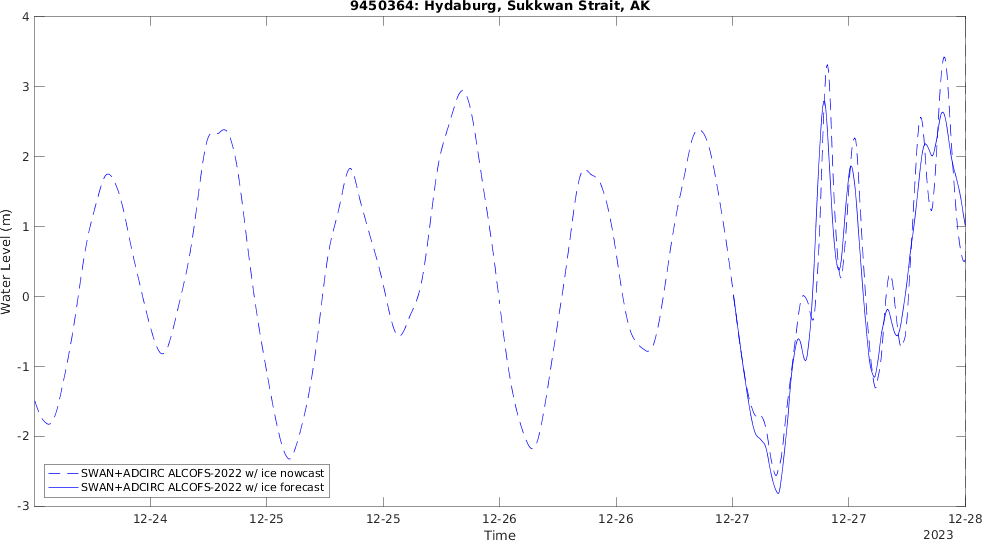 9450364: Hydaburg, Sukkwan Strait, AK
4
3
2
1
0
-1
-2
-3
Water Level (m)
SWAN+ADCIRC ALCOFS-2022 w/ ice nowcast
SWAN+ADCIRC ALCOFS-2022 w/ ice forecast
12-24 12-25 12-25 12-26 12-26 12-27 12-27 12-28
Time 2023